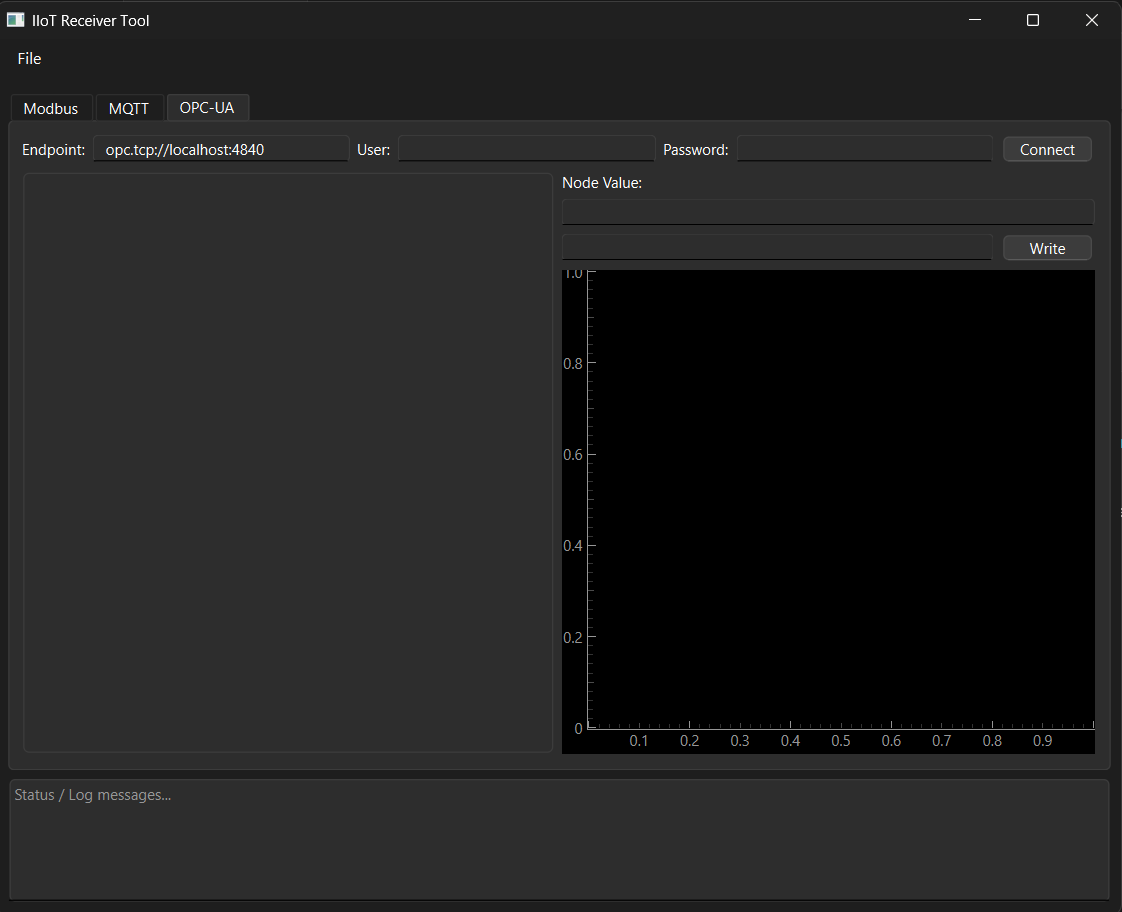 IIoT Receiver Tool
File
Modbus MQTT OPC-UA
Endpoint: opc.tcp://localhost:4840 User: Password: Connect
Node Value:
Write
1.0
0.8
0.6
0.4
0.2
0
0.1 0.2 0.3 0.4 0.5 0.6 0.7 0.8 0.9
Status / Log messages...